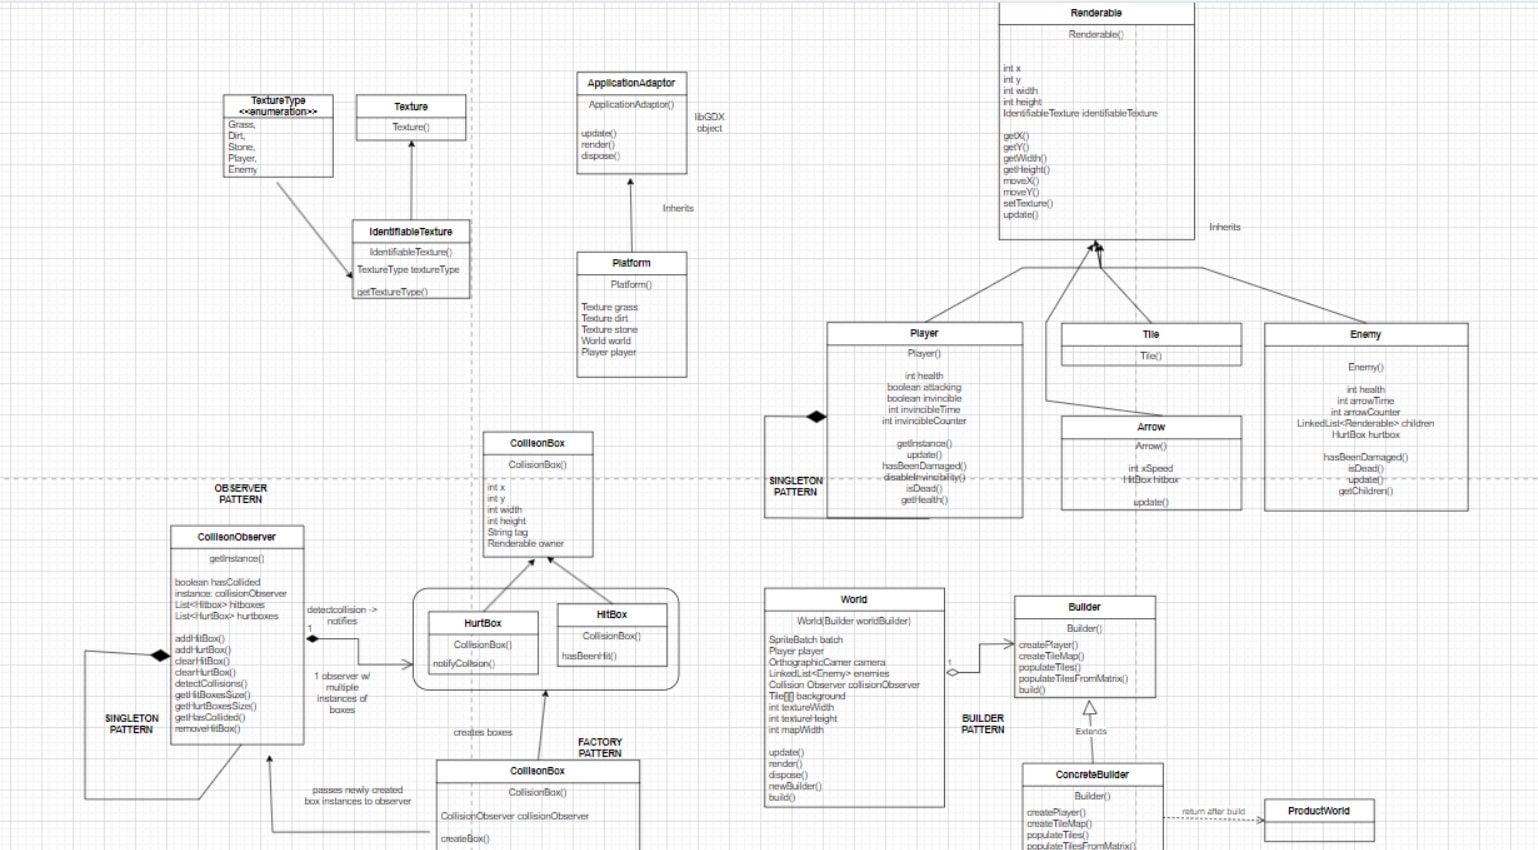 Renderable
Renderable()
int x
int y
int width
int height
IdentifiableTexture identifiableTexture
getX()
getY()
getWidth()
getHeight()
moveX()
moveY()
setTexture()
update()
Inherits
TextureType
<<enumeration>>
Grass,
Dirt,
Stone,
Player,
Enemy
Texture
Texture()
IdentifiableTexture
IdentifiableTexture()
TextureType textureType
getTextureType()
ApplicationAdaptor
ApplicationAdaptor()
update()
render()
dispose()
libGDX
object
Inherits
Platform
Platform()
Texture grass
Texture dirt
Texture stone
World world
Player player
Player
Player()
int health
boolean attacking
boolean invincible
int invincibleTime
int invincibleCounter
getInstance()
update()
hasBeenDamaged()
disableInvincibility()
isDead()
getHealth()
SINGLETON
PATTERN
Tile
Tile()
Arrow
Arrow()
int xSpeed
HitBox hitbox
update()
Enemy
Enemy()
int health
int arrowTime
int arrowCounter
LinkedList<Renderable> children
HurtBox hurtbox
hasBeenDamaged()
isDead()
update()
getChildren()
CollisonBox
CollisionBox()
int x
int y
int width
int height
String tag
Renderable owner
OBSERVER
PATTERN
CollisonObserver
getInstance()
boolean hasCollided
instance: collisionObserver
List<Hitbox> hitboxes
List<HurtBox> hurtboxes
addHitBox()
addHurtBox()
clearHitBox()
clearHurtBox()
detectCollisions()
getHitBoxesSize()
getHurtBoxesSize()
getHasCollided()
removeHitBox()
SINGLETON
PATTERN
detectcollision ->
notifies
1
1 observer w/
multiple
instances of
boxes
HurtBox
CollisionBox()
notifyCollsion()
HitBox
CollisionBox()
hasBeenHit()
creates boxes
FACTORY
PATTERN
CollisonBox
CollisionBox()
CollisionObserver collisionObserver
createBox()
passes newly created
box instances to observer
World
World(Builder worldBuilder)
SpriteBatch batch
Player player
OrthographicCamer camera
LinkedList<Enemy> enemies
Collision Observer collisionObserver
Tile[][] background
int textureWidth
int textureHeight
int mapWidth
update()
render()
dispose()
newBuilder()
build()
1
BUILDER
PATTERN
Builder
Builder()
createPlayer()
createTileMap()
populateTiles()
populateTilesFromMatrix()
build()
Extends
ConcreteBuilder
Builder()
createPlayer()
createTileMap()
populateTiles()
populateTilesFromMatrix()
return after build
ProductWorld